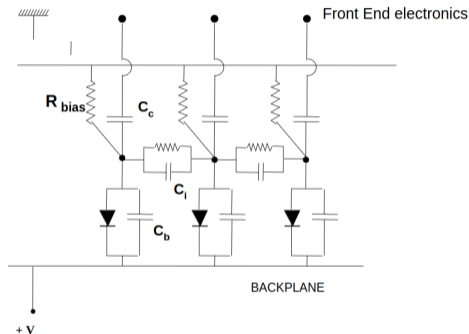 Front End electronics
R bias
Cc
Ci
Cb
BACKPLANE
+ V